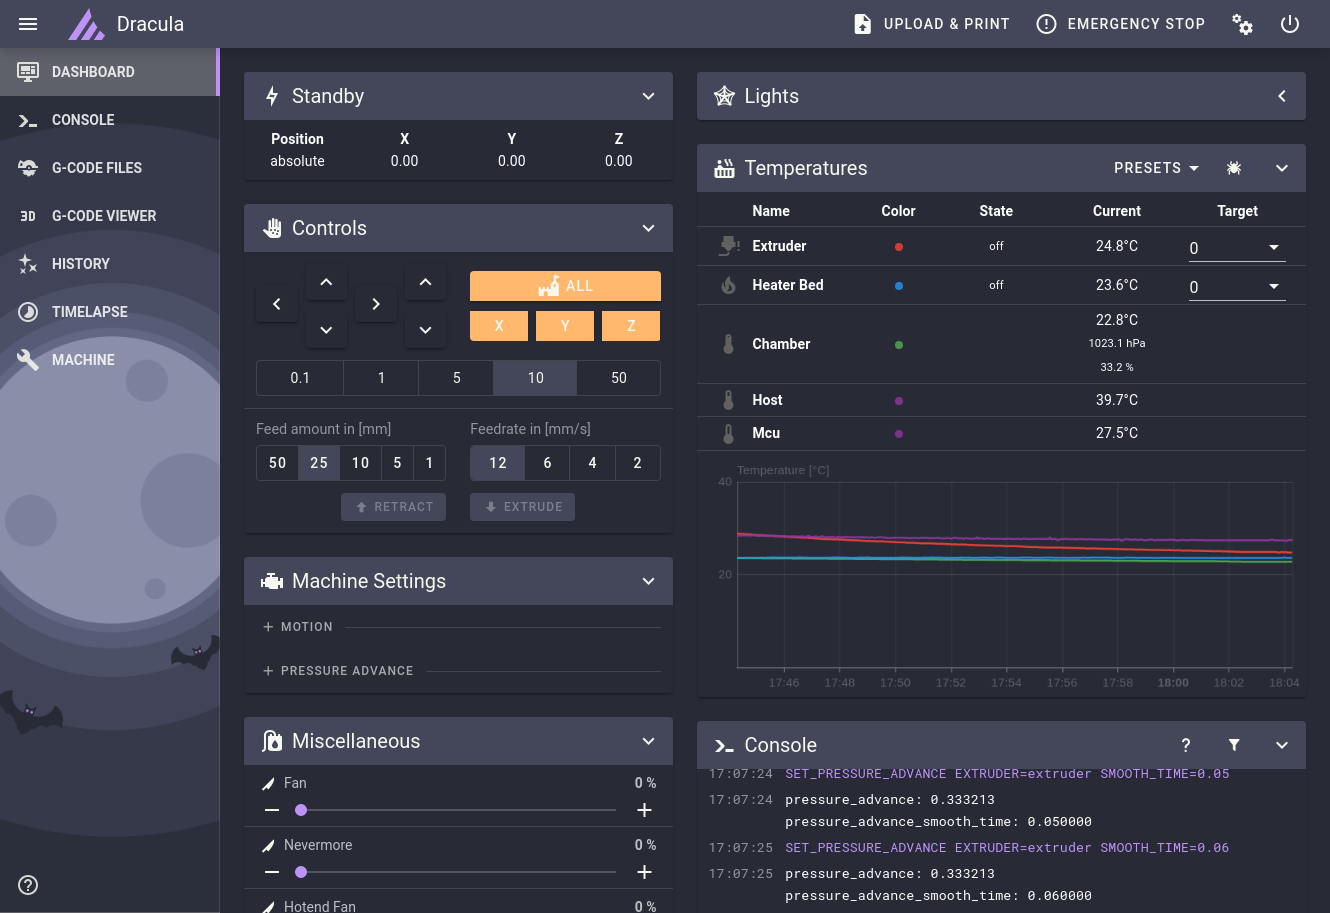 Dracula
UPLOAD & PRINT
EMERGENCY STOP
DASHBOARD
CONSOLE
G-CODE FILES
3D G-CODE VIEWER
HISTORY
TIMELAPSE
MACHINE
Standby
Position X Y Z
absolute 0.00 0.00 0.00
Controls
ALL
X Y Z
0.1 1 5 10 50
Feed amount in [mm] Feedrate in [mm/s]
50 25 10 5 1 12 6 4 2
RETRACT EXTRUDE
Machine Settings
MOTION
PRESSURE ADVANCE
Miscellaneous
Fan 0 %
Nevermore 0 %
Hotend Fan 0 %
Lights
Temperatures PRESETS
Name Color State Current Target
Extruder off 24.8°C 0
Heater Bed off 23.6°C 0
Chamber 22.8°C
1023.1 hPa
33.2 %
Host 39.7°C
Mcu 27.5°C
Temperature [°C]
40
20
17:46 17:48 17:50 17:52 17:54 17:56 17:58 18:00 18:02 18:04
Console ?
17:07:24 SET_PRESSURE_ADVANCE EXTRUDER=extruder SMOOTH_TIME=0.05
17:07:24 pressure_advance: 0.333213
pressure_advance_smooth_time: 0.050000
17:07:25 SET_PRESSURE_ADVANCE EXTRUDER=extruder SMOOTH_TIME=0.06
17:07:25 pressure_advance: 0.333213
pressure_advance_smooth_time: 0.060000